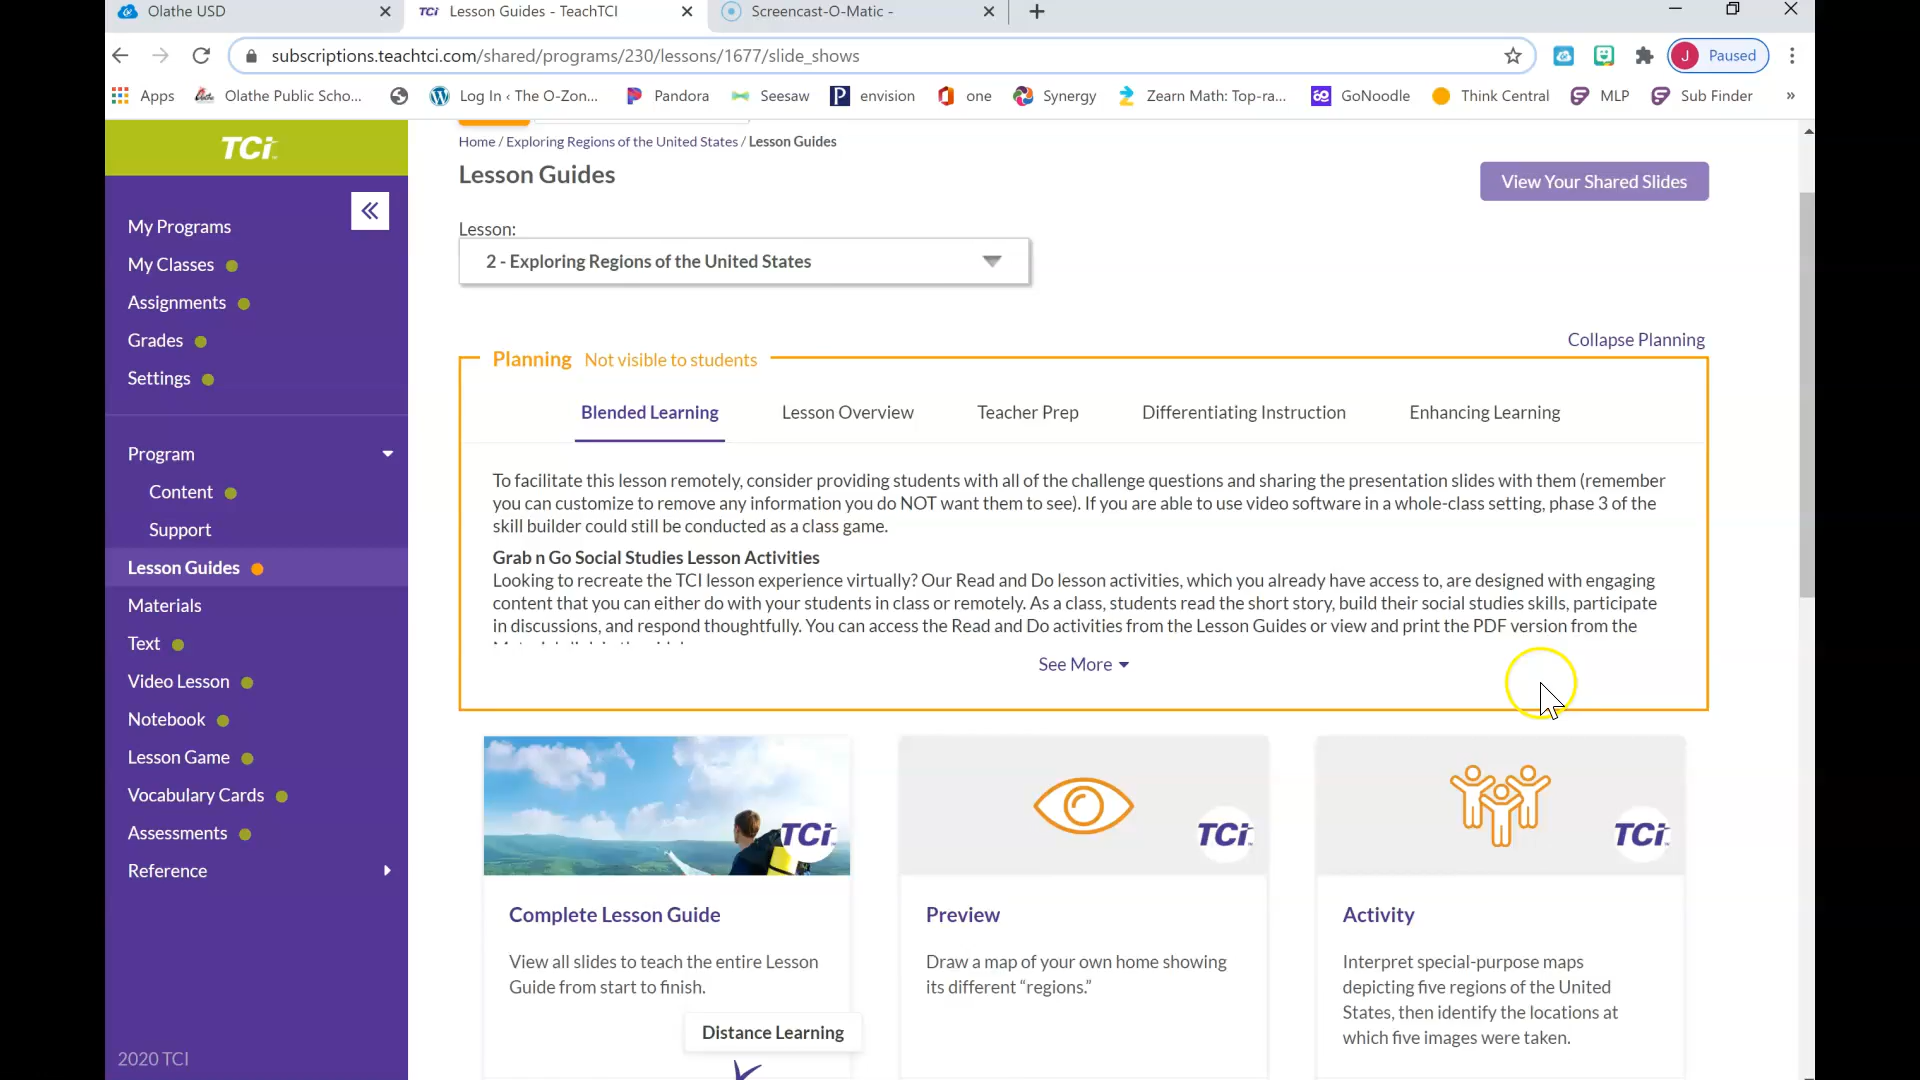 Olathe USD
TCi Lesson Guides - TeachTCI
Screencast-O-Matic -
subscriptions.teachtci.com/shared/programs/230/lessons/1677/slide_shows
J Paused
Apps
Olathe Public Scho...
Log In ‹ The O-Zon...
Pandora
Seesaw
envision
one
Synergy
Zearn Math: Top-ra...
GoNoodle
Think Central
MLP
Sub Finder
»
TCi
My Programs
My Classes
Assignments
Grades
Settings
Program
Content
Support
Lesson Guides
Materials
Text
Video Lesson
Notebook
Lesson Game
Vocabulary Cards
Assessments
Reference
2020 TCI
Home / Exploring Regions of the United States / Lesson Guides
Lesson Guides
View Your Shared Slides
Lesson:
2 - Exploring Regions of the United States
Collapse Planning
Planning Not visible to students
Blended Learning
Lesson Overview
Teacher Prep
Differentiating Instruction
Enhancing Learning
To facilitate this lesson remotely, consider providing students with all of the challenge questions and sharing the presentation slides with them (remember
you can customize to remove any information you do NOT want them to see). If you are able to use video software in a whole-class setting, phase 3 of the
skill builder could still be conducted as a class game.
Grab n Go Social Studies Lesson Activities
Looking to recreate the TCI lesson experience virtually? Our Read and Do lesson activities, which you already have access to, are designed with engaging
content that you can either do with your students in class or remotely. As a class, students read the short story, build their social studies skills, participate
in discussions, and respond thoughtfully. You can access the Read and Do activities from the Lesson Guides or view and print the PDF version from the
See More
TCi
Complete Lesson Guide
View all slides to teach the entire Lesson
Guide from start to finish.
Distance Learning
TCi
Preview
Draw a map of your own home showing
its different “regions.”
TCi
Activity
Interpret special-purpose maps
depicting five regions of the United
States, then identify the locations at
which five images were taken.